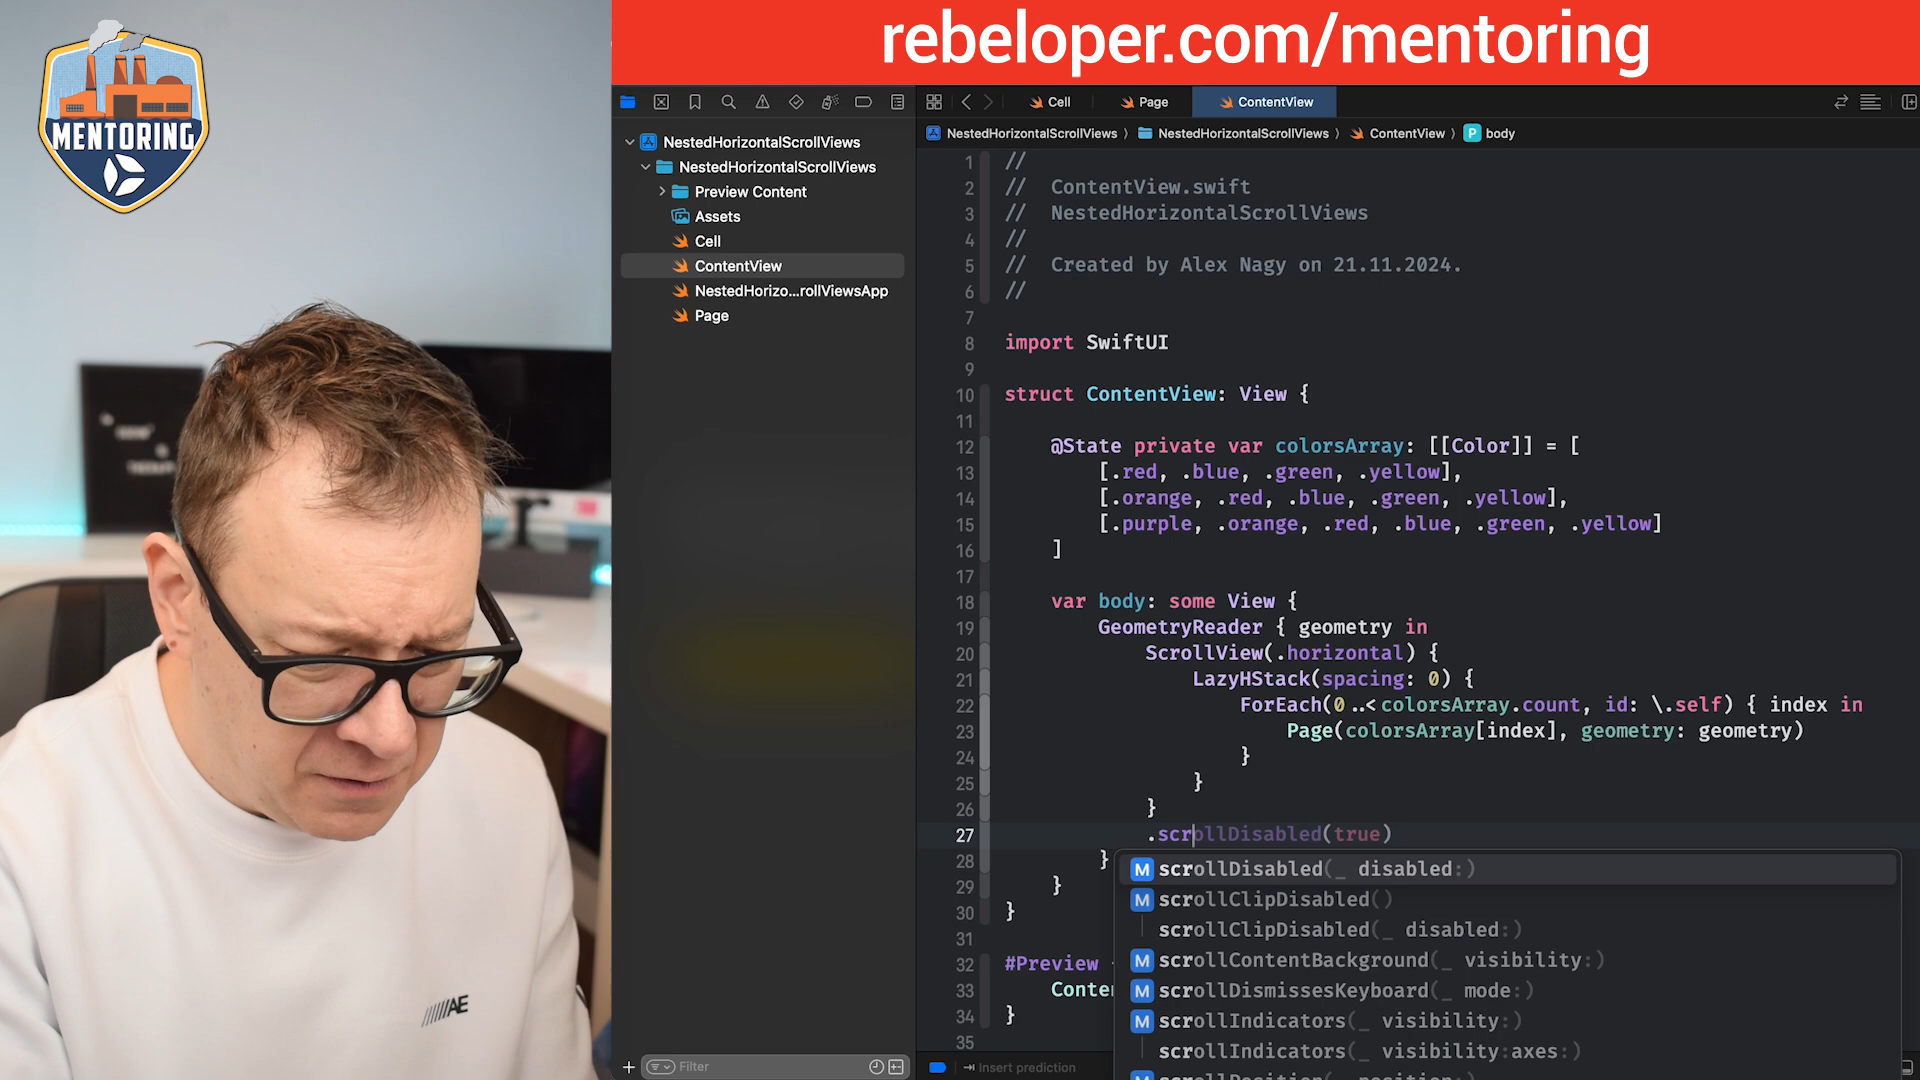 rebeloper.com/mentoring
MENTORING
Cell
Page
ContentView
NestedHorizontalScrollViews
NestedHorizontalScrollViews
Preview Content
Assets
Cell
ContentView
NestedHorizo...rollViewsApp
Page
NestedHorizontalScrollViews 〉 NestedHorizontalScrollViews 〉 ContentView 〉 P body
1 //
2 // ContentView.swift
3 // NestedHorizontalScrollViews
4 //
5 // Created by Alex Nagy on 21.11.2024.
6 //
7
8 import SwiftUI
9
10 struct ContentView: View {
11
12 @State private var colorsArray: [[Color]] = [
13 [.red, .blue, .green, .yellow],
14 [.orange, .red, .blue, .green, .yellow],
15 [.purple, .orange, .red, .blue, .green, .yellow]
16 ]
17
18 var body: some View {
19 GeometryReader { geometry in
20 ScrollView(.horizontal) {
21 LazyHStack(spacing: 0) {
22 ForEach(0..<colorsArray.count, id: \.self) { index in
23 Page(colorsArray[index], geometry: geometry)
24 }
25 }
26 }
27 .scrollDisabled(true)
28 }
29 }
30 }
31
32 #Preview
33 Conte
34 }
35
M scrollDisabled(_ disabled:)
M scrollClipDisabled()
scrollClipDisabled(_ disabled:)
M scrollContentBackground(_ visibility:)
M scrollDismissesKeyboard(_ mode:)
M scrollIndicators(_ visibility:)
scrollIndicators(_ visibility:axes:)
scrollPosition(_ position:)
Filter
Insert prediction
AE